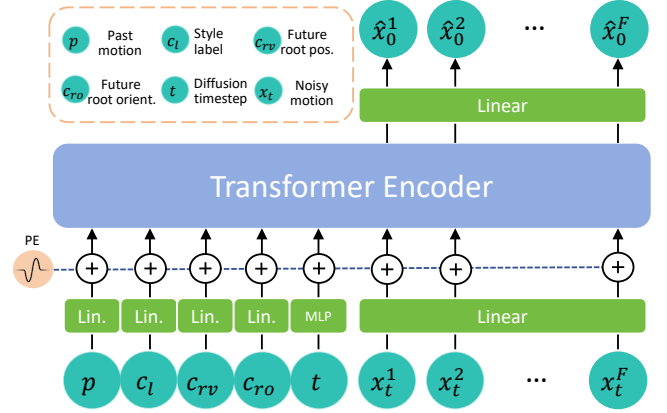 p Past motion
c_l Style label
c_rv Future root pos.
c_ro Future root orient.
t Diffusion timestep
x_t Noisy motion
x̂_0^1 x̂_0^2 ... x̂_0^F
Linear
Transformer Encoder
PE
+ + + + + + + +
Lin. Lin. Lin. Lin. MLP Linear
p c_l c_rv c_ro t x_t^1 x_t^2 ... x_t^F